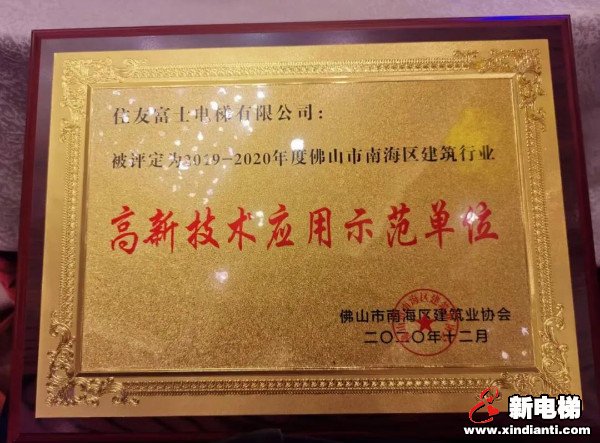 住友富士电梯有限公司：
被评定为2019-2020年度佛山市南海区建筑行业
高新技术应用示范单位
佛山市南海区建筑业协会
二〇二〇年十二月
新电梯
www.xindianti.com